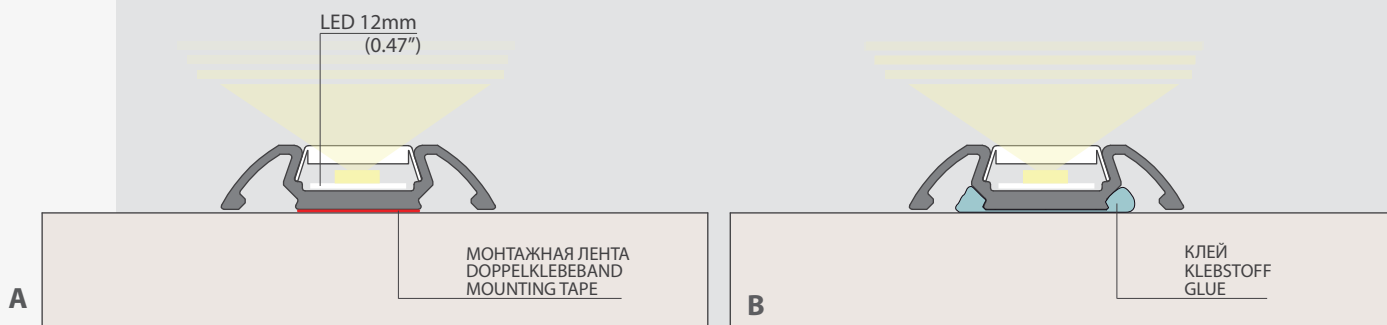 LED 12mm
(0.47”)
МОНТАЖНАЯ ЛЕНТА
DOPPELKLEBEBAND
MOUNTING TAPE
A
КЛЕЙ
KLEBSTOFF
GLUE
B